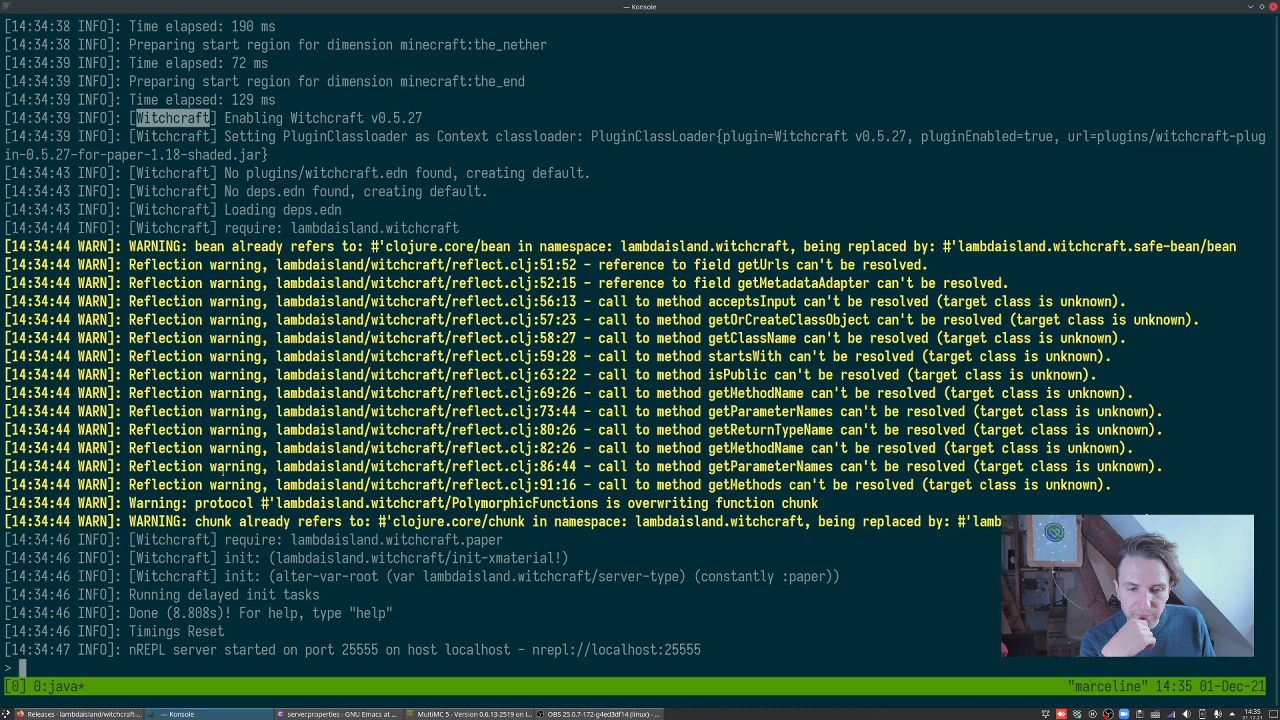 — Konsole
[14:34:38 INFO]: Time elapsed: 190 ms
[14:34:38 INFO]: Preparing start region for dimension minecraft:the_nether
[14:34:39 INFO]: Time elapsed: 72 ms
[14:34:39 INFO]: Preparing start region for dimension minecraft:the_end
[14:34:39 INFO]: Time elapsed: 129 ms
[14:34:39 INFO]: [Witchcraft] Enabling Witchcraft v0.5.27
[14:34:39 INFO]: [Witchcraft] Setting PluginClassloader as Context classloader: PluginClassLoader{plugin=Witchcraft v0.5.27, pluginEnabled=true, url=plugins/witchcraft-plug
in-0.5.27-for-paper-1.18-shaded.jar}
[14:34:43 INFO]: [Witchcraft] No plugins/witchcraft.edn found, creating default.
[14:34:43 INFO]: [Witchcraft] No deps.edn found, creating default.
[14:34:43 INFO]: [Witchcraft] Loading deps.edn
[14:34:44 INFO]: [Witchcraft] require: lambdaisland.witchcraft
[14:34:44 WARN]: WARNING: bean already refers to: #'clojure.core/bean in namespace: lambdaisland.witchcraft, being replaced by: #'lambdaisland.witchcraft.safe-bean/bean
[14:34:44 WARN]: Reflection warning, lambdaisland/witchcraft/reflect.clj:51:52 - reference to field getUrls can't be resolved.
[14:34:44 WARN]: Reflection warning, lambdaisland/witchcraft/reflect.clj:52:15 - reference to field getMetadataAdapter can't be resolved.
[14:34:44 WARN]: Reflection warning, lambdaisland/witchcraft/reflect.clj:56:13 - call to method acceptsInput can't be resolved (target class is unknown).
[14:34:44 WARN]: Reflection warning, lambdaisland/witchcraft/reflect.clj:57:23 - call to method getOrCreateClassObject can't be resolved (target class is unknown).
[14:34:44 WARN]: Reflection warning, lambdaisland/witchcraft/reflect.clj:58:27 - call to method getClassName can't be resolved (target class is unknown).
[14:34:44 WARN]: Reflection warning, lambdaisland/witchcraft/reflect.clj:59:28 - call to method startsWith can't be resolved (target class is unknown).
[14:34:44 WARN]: Reflection warning, lambdaisland/witchcraft/reflect.clj:63:22 - call to method isPublic can't be resolved (target class is unknown).
[14:34:44 WARN]: Reflection warning, lambdaisland/witchcraft/reflect.clj:69:26 - call to method getMethodName can't be resolved (target class is unknown).
[14:34:44 WARN]: Reflection warning, lambdaisland/witchcraft/reflect.clj:73:44 - call to method getParameterNames can't be resolved (target class is unknown).
[14:34:44 WARN]: Reflection warning, lambdaisland/witchcraft/reflect.clj:80:26 - call to method getReturnTypeName can't be resolved (target class is unknown).
[14:34:44 WARN]: Reflection warning, lambdaisland/witchcraft/reflect.clj:82:26 - call to method getMethodName can't be resolved (target class is unknown).
[14:34:44 WARN]: Reflection warning, lambdaisland/witchcraft/reflect.clj:86:44 - call to method getParameterNames can't be resolved (target class is unknown).
[14:34:44 WARN]: Reflection warning, lambdaisland/witchcraft/reflect.clj:91:16 - call to method getMethods can't be resolved (target class is unknown).
[14:34:44 WARN]: Warning: protocol #'lambdaisland.witchcraft/PolymorphicFunctions is overwriting function chunk
[14:34:44 WARN]: WARNING: chunk already refers to: #'clojure.core/chunk in namespace: lambdaisland.witchcraft, being replaced by: #'lamb
[14:34:46 INFO]: [Witchcraft] require: lambdaisland.witchcraft.paper
[14:34:46 INFO]: [Witchcraft] init: (lambdaisland.witchcraft/init-xmaterial!)
[14:34:46 INFO]: [Witchcraft] init: (alter-var-root (var lambdaisland.witchcraft/server-type) (constantly :paper))
[14:34:46 INFO]: Running delayed init tasks
[14:34:46 INFO]: Done (8.808s)! For help, type "help"
[14:34:46 INFO]: Timings Reset
[14:34:47 INFO]: nREPL server started on port 25555 on host localhost - nrepl://localhost:25555
>
[0] 0:java* "marceline" 14:35 01-Dec-21
Releases - lambdaisland/witchcraft-... Konsole server.properties - GNU Emacs at ... MultiMC 5 - Version 0.6.13-2519 on l... OBS 25.0.7-172-g4ed3df14 (linux) - ... 14:35